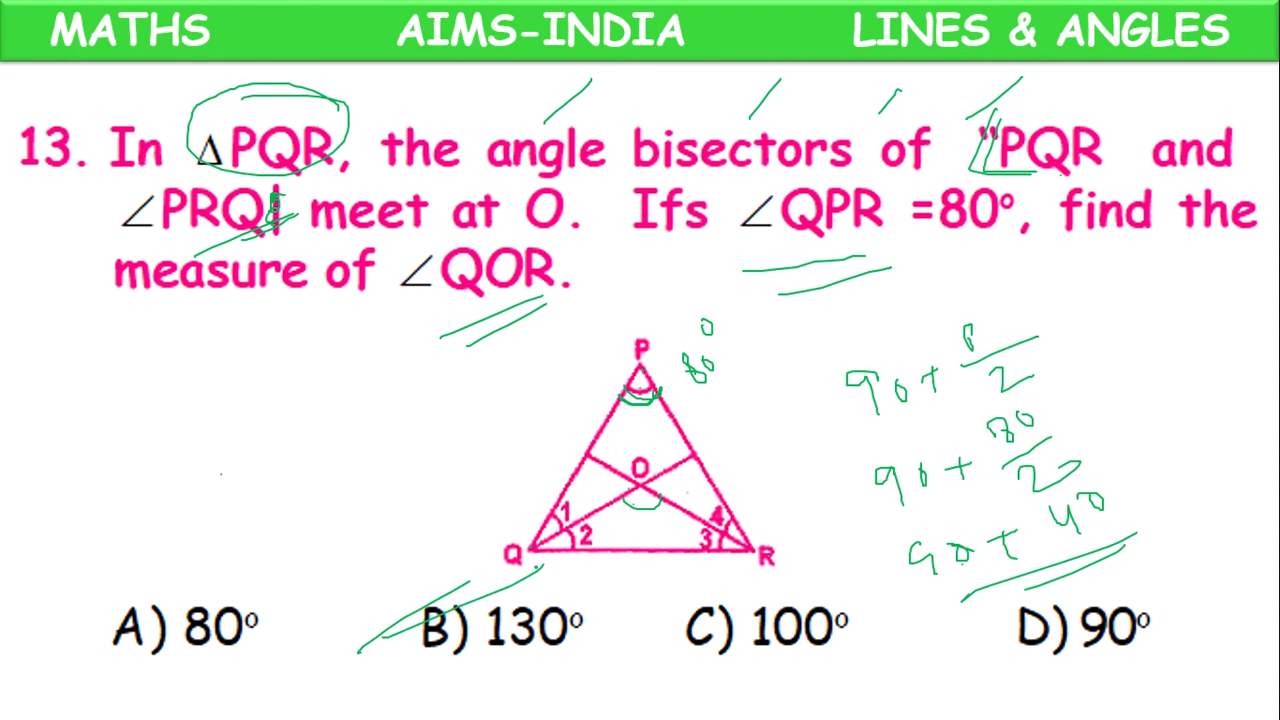 MATHS AIMS-INDIA LINES & ANGLES
13. In ΔPQR, the angle bisectors of "PQR and
∠PRQ meet at O. Ifs ∠QPR =80°, find the
measure of ∠QOR.
P
80°
O
1
2
4
3
Q
R
90+
2
90+ 80/2
90+ 40
A) 80° B) 130° C) 100° D) 90°